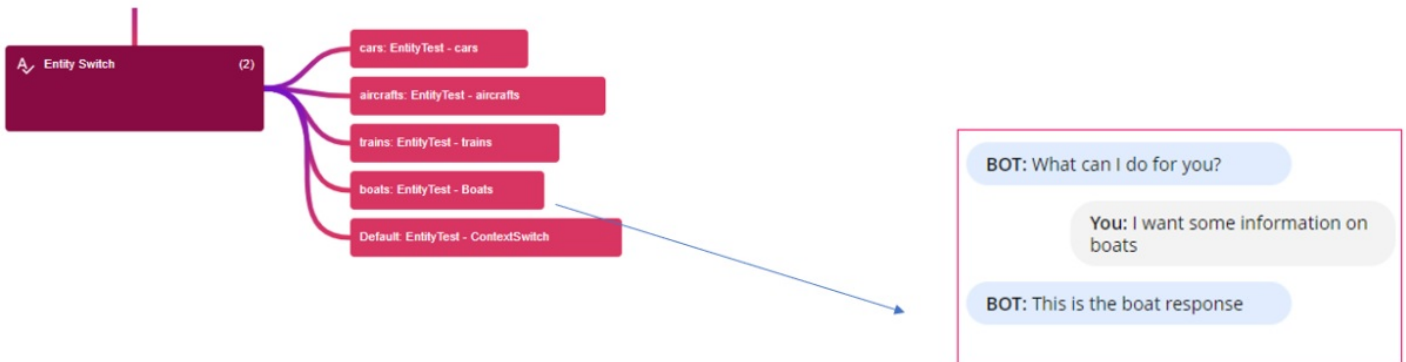 Entity Switch (2)
cars: EntityTest - cars
aircrafts: EntityTest - aircrafts
trains: EntityTest - trains
boats: EntityTest - Boats
Default: EntityTest - ContextSwitch
BOT: What can I do for you?
You: I want some information on
boats
BOT: This is the boat response